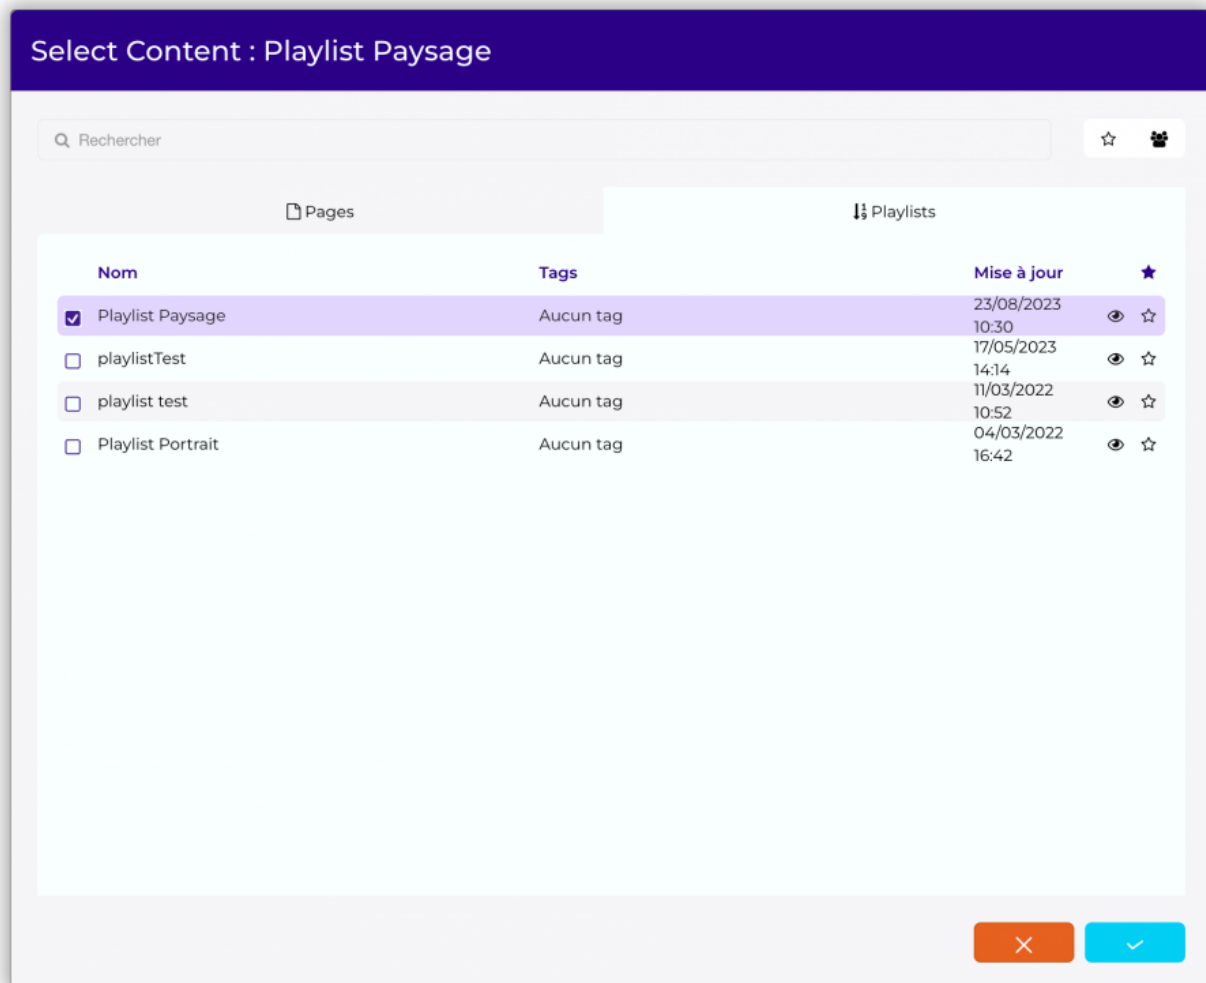 Select Content : Playlist Paysage
Rechercher
Pages
Playlists
Nom Tags Mise à jour
Playlist Paysage Aucun tag 23/08/2023
10:30
playlistTest Aucun tag 17/05/2023
14:14
playlist test Aucun tag 11/03/2022
10:52
Playlist Portrait Aucun tag 04/03/2022
16:42